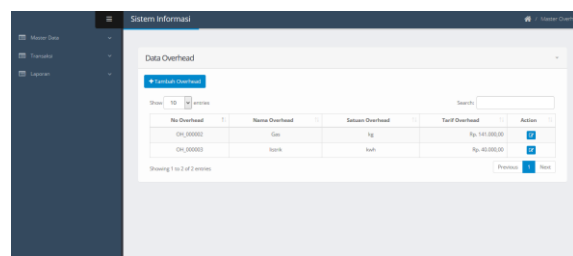 Sistem Informasi
/ Master Overh
Master Data
Transaksi
Laporan
Data Overhead
+Tambah Overhead
Show 10 entries
Search:
No Overhead Nama Overhead Satuan Overhead Tarif Overhead Action
OH_000002 Gas kg Rp. 141.000,00
OH_000003 listrik kwh Rp. 40.000,00
Showing 1 to 2 of 2 entries
Previous 1 Next